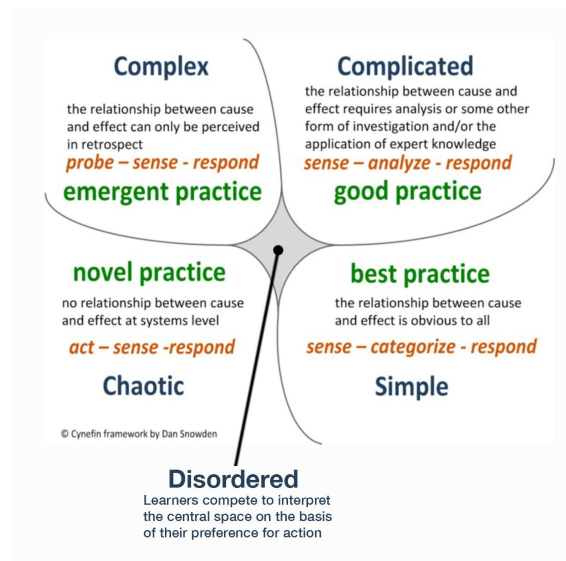 Complex
the relationship between cause
and effect can only be perceived
in retrospect
probe – sense - respond
emergent practice
Complicated
the relationship between cause and
effect requires analysis or some other
form of investigation and/or the
application of expert knowledge
sense – analyze - respond
good practice
novel practice
no relationship between cause
and effect at systems level
act – sense -respond
Chaotic
best practice
the relationship between cause
and effect is obvious to all
sense – categorize - respond
Simple
© Cynefin framework by Dan Snowden
Disordered
Learners compete to interpret
the central space on the basis
of their preference for action